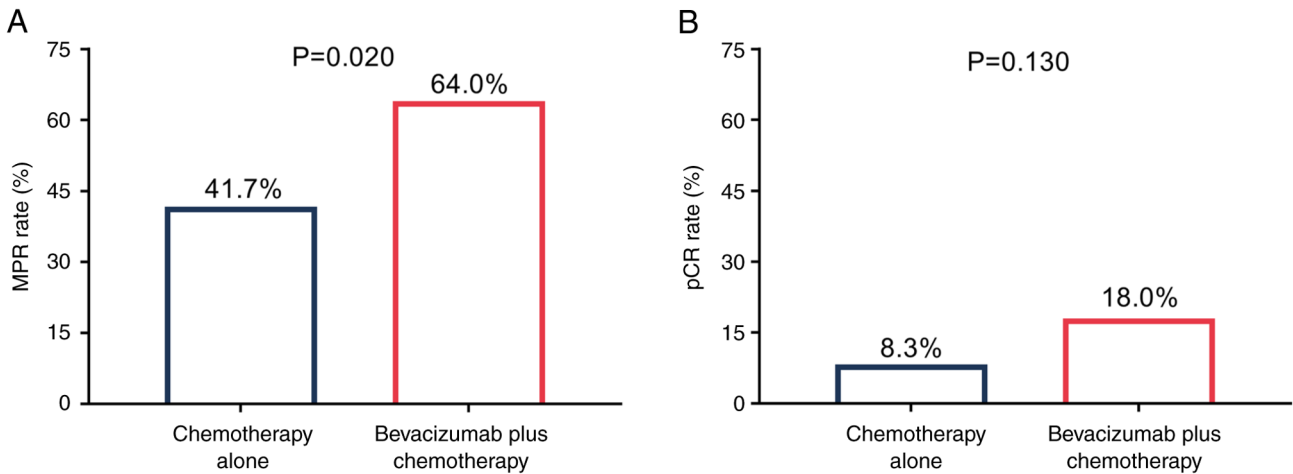 A
MPR rate (%)
75
60
45
30
15
0
P=0.020
41.7%
64.0%
Chemotherapy
alone
Bevacizumab plus
chemotherapy
B
pCR rate (%)
75
60
45
30
15
0
P=0.130
8.3%
18.0%
Chemotherapy
alone
Bevacizumab plus
chemotherapy